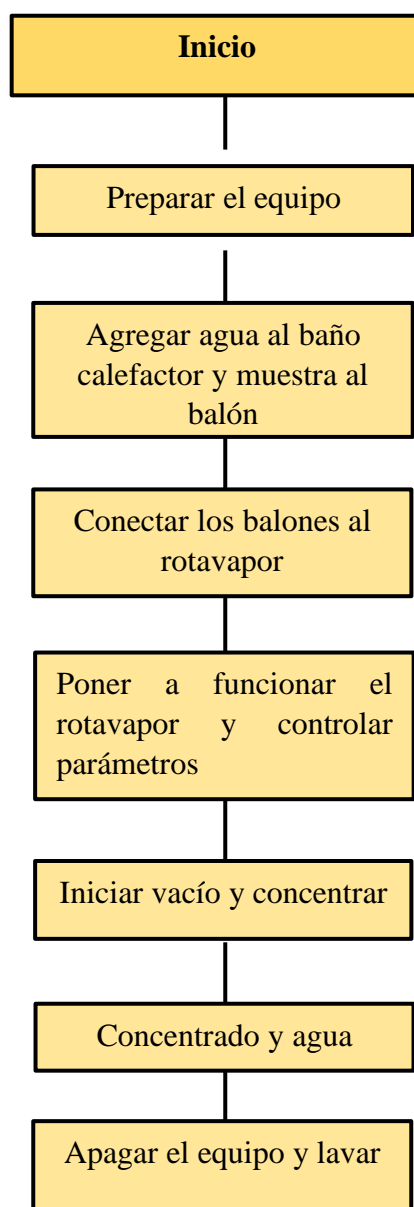 Inicio
Preparar el equipo
Agregar agua al baño
calefactor y muestra al
balón
Conectar los balones al
rotavapor
Poner a funcionar el
rotavapor y controlar
parámetros
Iniciar vacío y concentrar
Concentrado y agua
Apagar el equipo y lavar